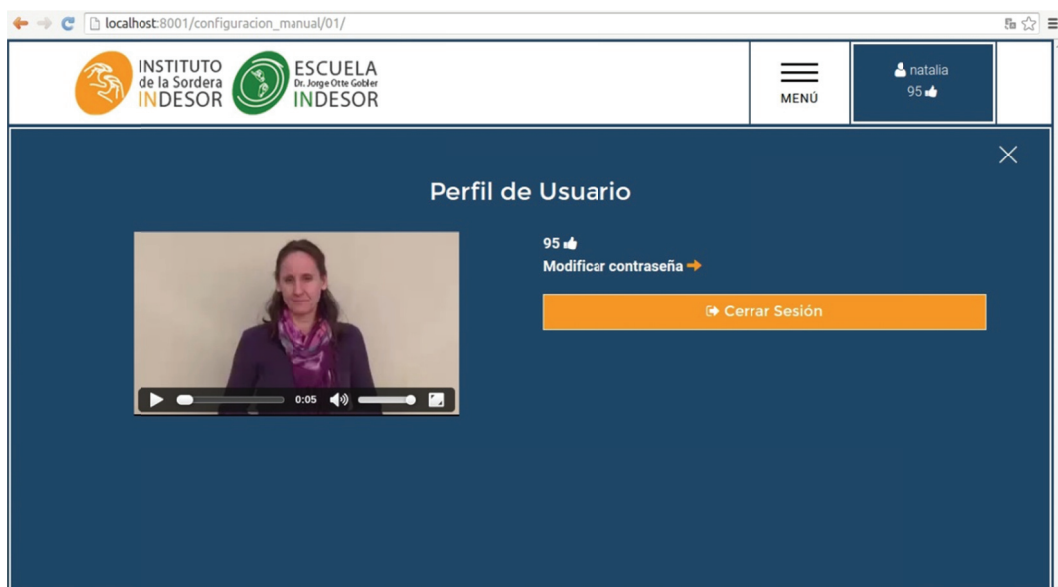 localhost:8001/configuracion_manual/01/
INSTITUTO
de la Sordera
INDESOR
ESCUELA
Dr. Jorge Otte Gobler
INDESOR
MENÚ
natalia
95
Perfil de Usuario
95
Modificar contraseña
Cerrar Sesión
0:05